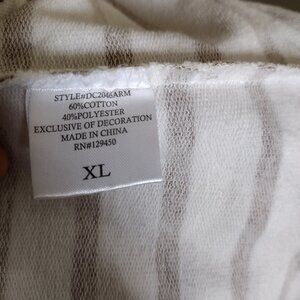 STYLE#DC2046ARM
60%COTTON
40%POLYESTER
EXCLUSIVE OF DECORATION
MADE IN CHINA
RN#129450
XL